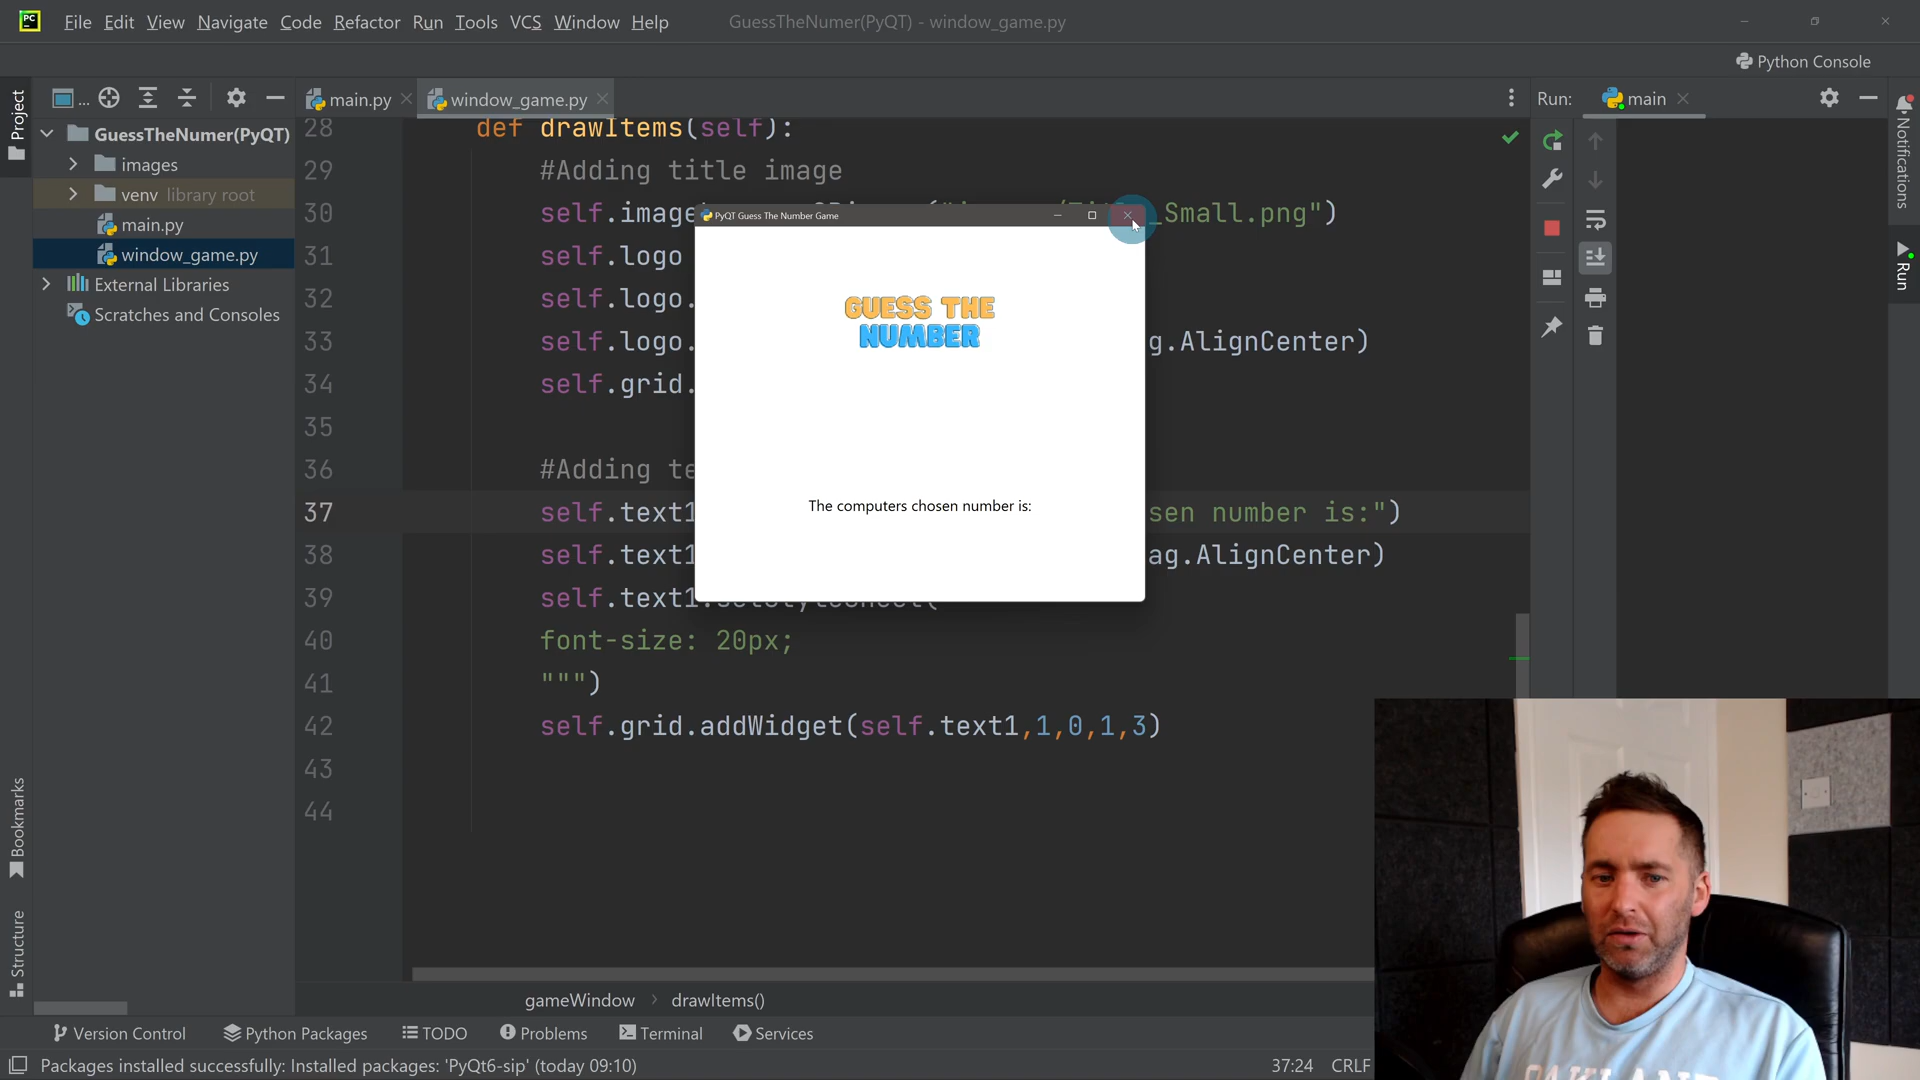 PC File Edit View Navigate Code Refactor Run Tools VCS Window Help GuessTheNumer(PyQT) - window_game.py
Python Console
Project ... main.py window_game.py Run: main
GuessTheNumer(PyQT)
images
venv library root
main.py
window_game.py
External Libraries
Scratches and Consoles
28 def drawItems(self):
29 #Adding title image
30 self.image _Small.png")
31 self.logo
32 self.logo.
33 self.logo. g.AlignCenter)
34 self.grid.
35
36 #Adding te
37 self.text1 sen number is:")
38 self.text1 ag.AlignCenter)
39 self.text1.setStyleSheet(
40 font-size: 20px;
41 """)
42 self.grid.addWidget(self.text1,1,0,1,3)
43
44
PyQT Guess The Number Game
GUESS THE
NUMBER
The computers chosen number is:
Notifications
Run
Bookmarks
Structure
gameWindow > drawItems()
Version Control Python Packages TODO Problems Terminal Services
Packages installed successfully: Installed packages: 'PyQt6-sip' (today 09:10) 37:24 CRLF
OAKLAND